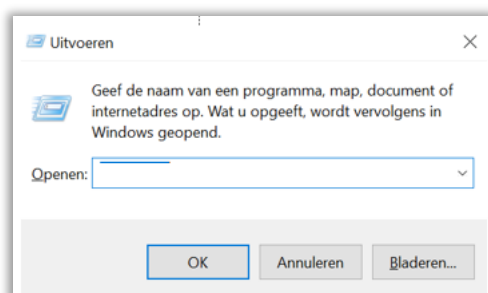 Uitvoeren
Geef de naam van een programma, map, document of
internetadres op. Wat u opgeeft, wordt vervolgens in
Windows geopend.
Openen:
OK
Annuleren
Bladeren...